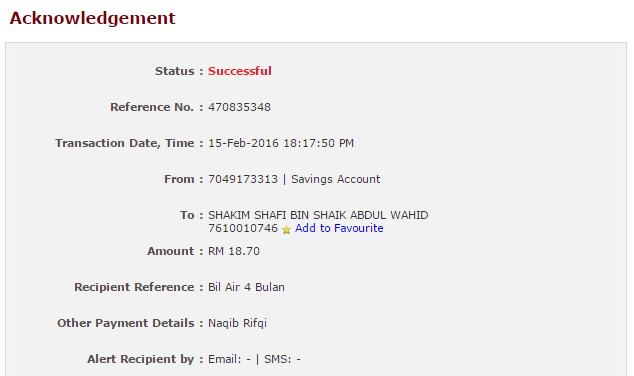 Acknowledgement
Status : Successful
Reference No. : 470835348
Transaction Date, Time : 15-Feb-2016 18:17:50 PM
From : 7049173313 | Savings Account
To : SHAKIM SHAFI BIN SHAIK ABDUL WAHID
7610010746 Add to Favourite
Amount : RM 18.70
Recipient Reference : Bil Air 4 Bulan
Other Payment Details : Naqib Rifqi
Alert Recipient by : Email: - | SMS: -